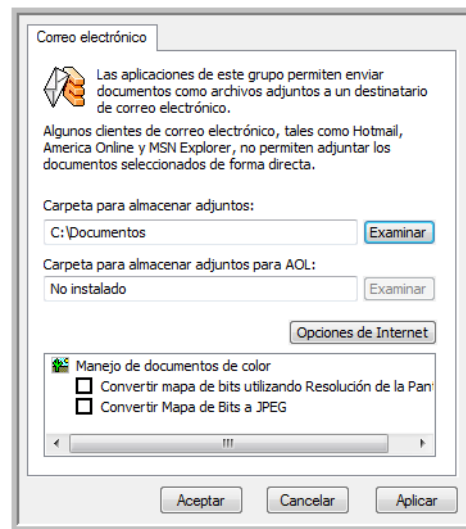 Correo electrónico
Las aplicaciones de este grupo permiten enviar
documentos como archivos adjuntos a un destinatario
de correo electrónico.
Algunos clientes de correo electrónico, tales como Hotmail,
America Online y MSN Explorer, no permiten adjuntar los
documentos seleccionados de forma directa.
Carpeta para almacenar adjuntos:
C:\Documentos Examinar
Carpeta para almacenar adjuntos para AOL:
No instalado Examinar
Opciones de Internet
Manejo de documentos de color
Convertir mapa de bits utilizando Resolución de la Pan
Convertir Mapa de Bits a JPEG
Aceptar Cancelar Aplicar